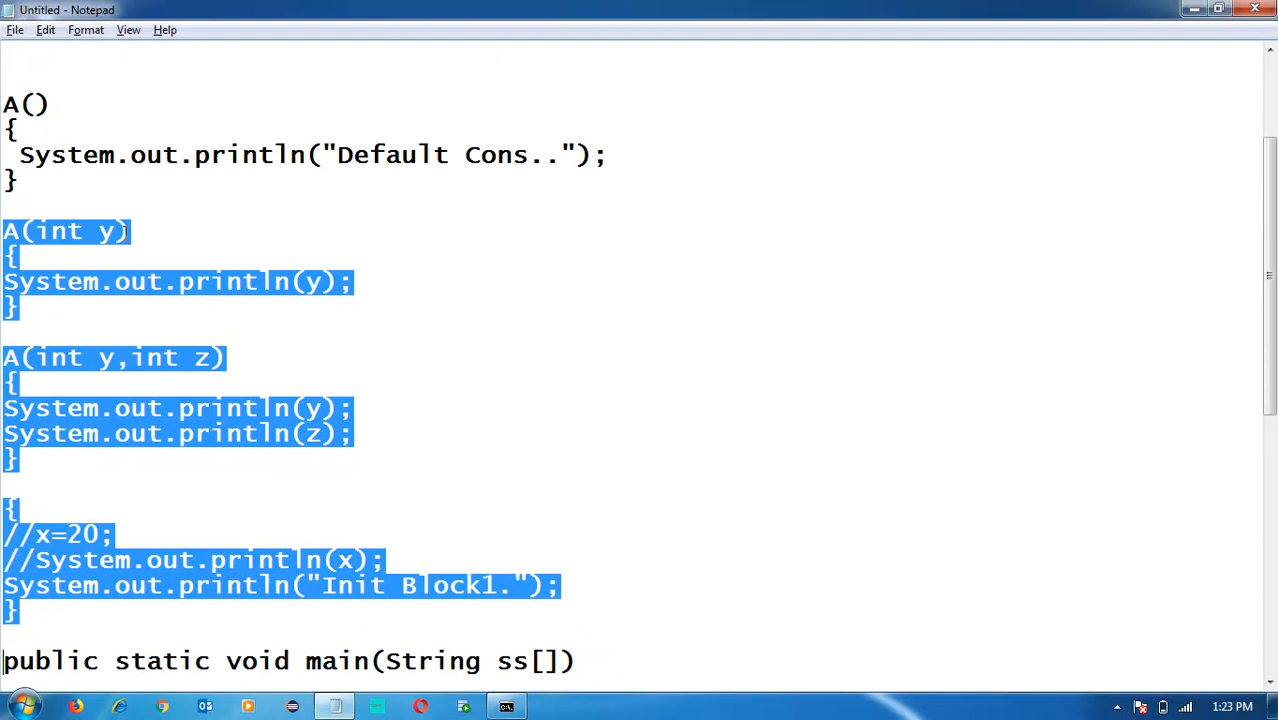 Untitled - Notepad
File Edit Format View Help
A()
{
System.out.println("Default Cons..");
}
A(int y)
{
System.out.println(y);
}
A(int y,int z)
{
System.out.println(y);
System.out.println(z);
}
{
//x=20;
//System.out.println(x);
System.out.println("Init Block1.");
}
public static void main(String ss[])
1:23 PM